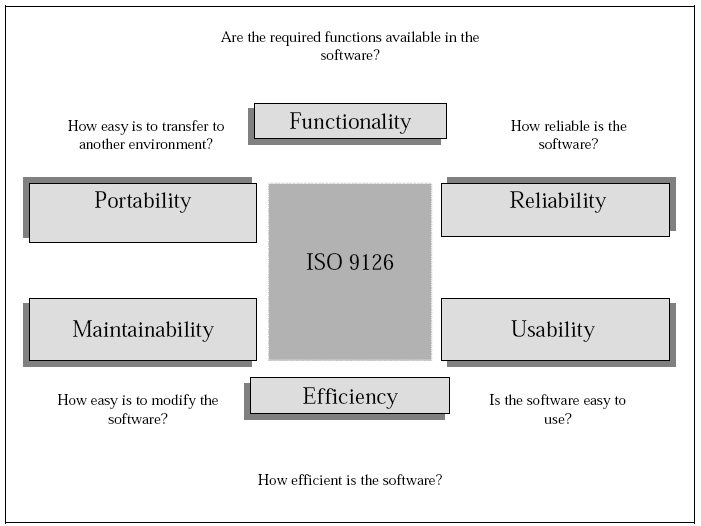 Are the required functions available in the
software?
Functionality
How easy is to transfer to
another environment?
How reliable is the
software?
Portability
Reliability
ISO 9126
Maintainability
Usability
Efficiency
How easy is to modify the
software?
Is the software easy to
use?
How efficient is the software?